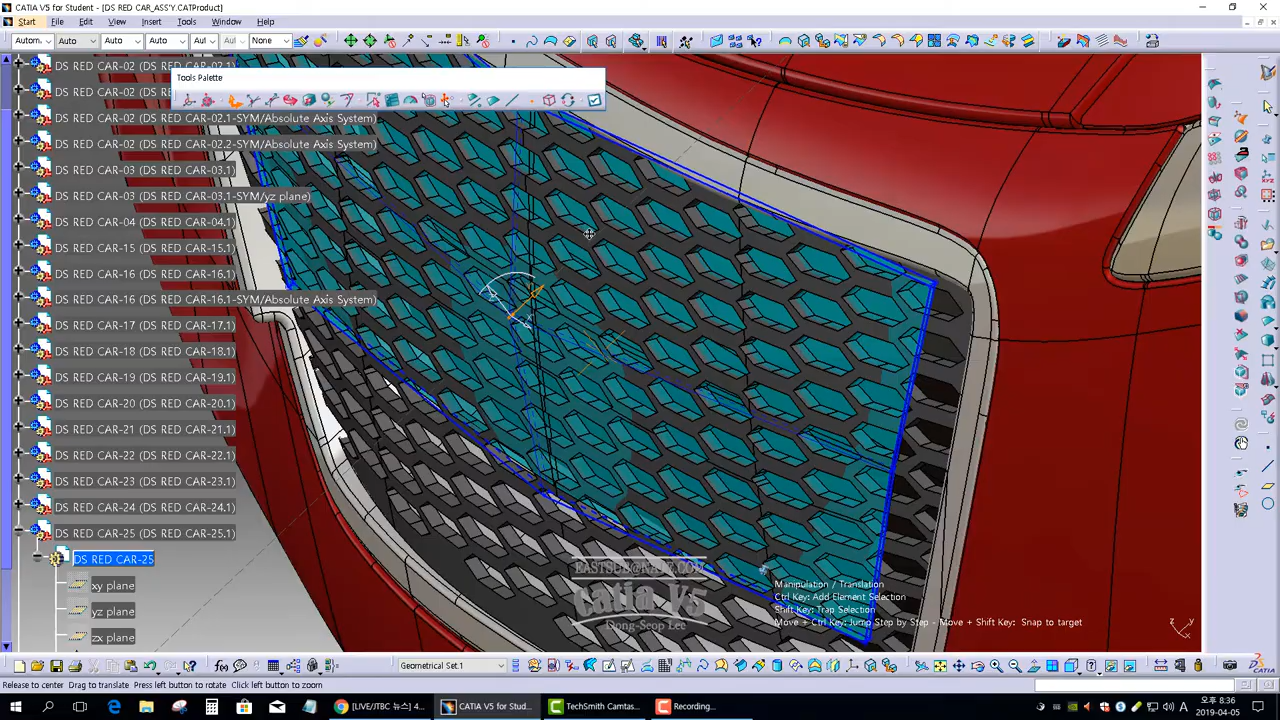 CATIA V5 for Student - [DS RED CAR_ASS'Y.CATProduct]
Start File Edit View Insert Tools Window Help
Autom. Auto Auto Auto Aut Aut None
Tools Palette
DS RED CAR-02
DS RED CAR-02
DS RED CAR-02 (DS RED CAR-02.1-SYM/Absolute Axis System)
DS RED CAR-02 (DS RED CAR-02.2-SYM/Absolute Axis System)
DS RED CAR-03 (DS RED CAR-03.1)
DS RED CAR-03 (DS RED CAR-03.1-SYM/yz plane)
DS RED CAR-04 (DS RED CAR-04.1)
DS RED CAR-15 (DS RED CAR-15.1)
DS RED CAR-16 (DS RED CAR-16.1)
DS RED CAR-16 (DS RED CAR-16.1-SYM/Absolute Axis System)
DS RED CAR-17 (DS RED CAR-17.1)
DS RED CAR-18 (DS RED CAR-18.1)
DS RED CAR-19 (DS RED CAR-19.1)
DS RED CAR-20 (DS RED CAR-20.1)
DS RED CAR-21 (DS RED CAR-21.1)
DS RED CAR-22 (DS RED CAR-22.1)
DS RED CAR-23 (DS RED CAR-23.1)
DS RED CAR-24 (DS RED CAR-24.1)
DS RED CAR-25 (DS RED CAR-25.1)
DS RED CAR-25
xy plane
yz plane
zx plane
Catia V5
Dong-Seop Lee
Manipulation / Translation
Ctrl Key: Add Element Selection
Shift Key: Trap Selection
Move + Ctrl Key: Jump Step by Step - Move + Shift Key: Snap to target
Geometrical Set.1
Release to center Drag to translate Press left button to rotate Click left button to zoom
[LIVE/JTBC 뉴스] 4...
CATIA V5 for Stud...
TechSmith Camtas...
Recording...
오후 8:36
2019-04-05